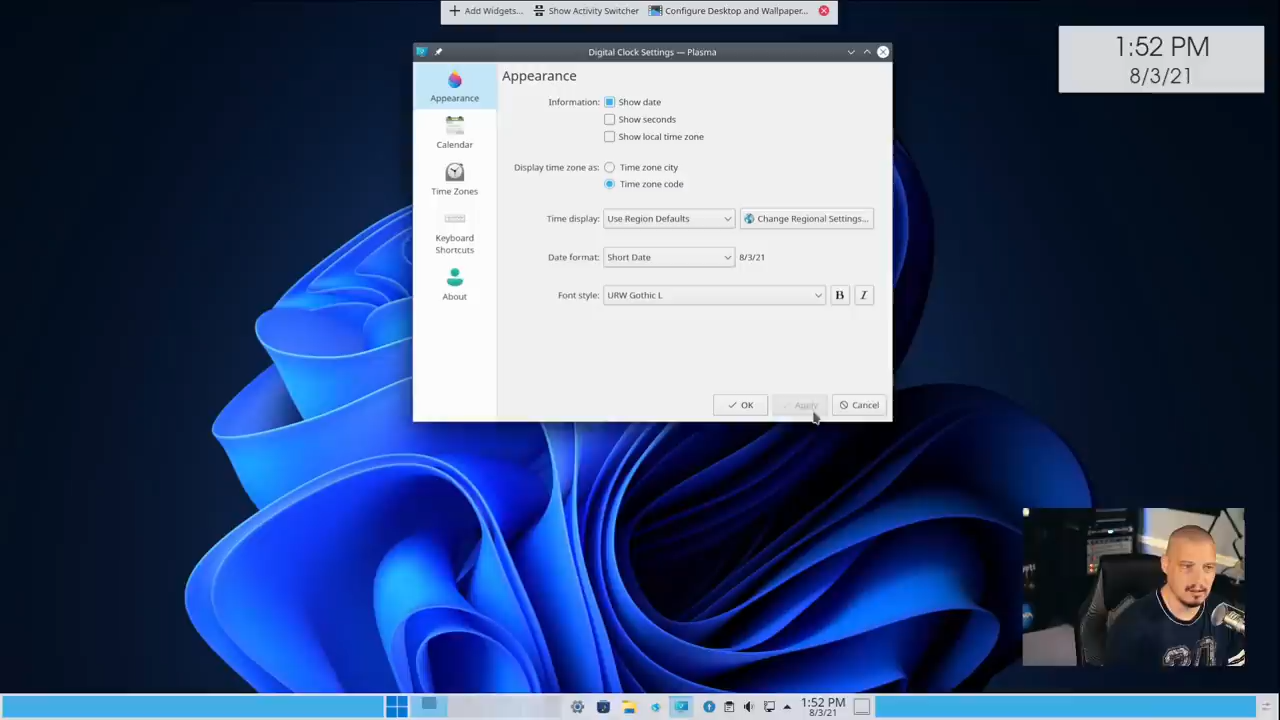 Add Widgets... Show Activity Switcher Configure Desktop and Wallpaper...
1:52 PM
8/3/21
Digital Clock Settings — Plasma
Appearance
Calendar
Time Zones
Keyboard
Shortcuts
About
Appearance
Information: Show date
Show seconds
Show local time zone
Display time zone as: Time zone city
Time zone code
Time display: Use Region Defaults Change Regional Settings...
Date format: Short Date 8/3/21
Font style: URW Gothic L B I
OK Apply Cancel
21
1:52 PM
8/3/21